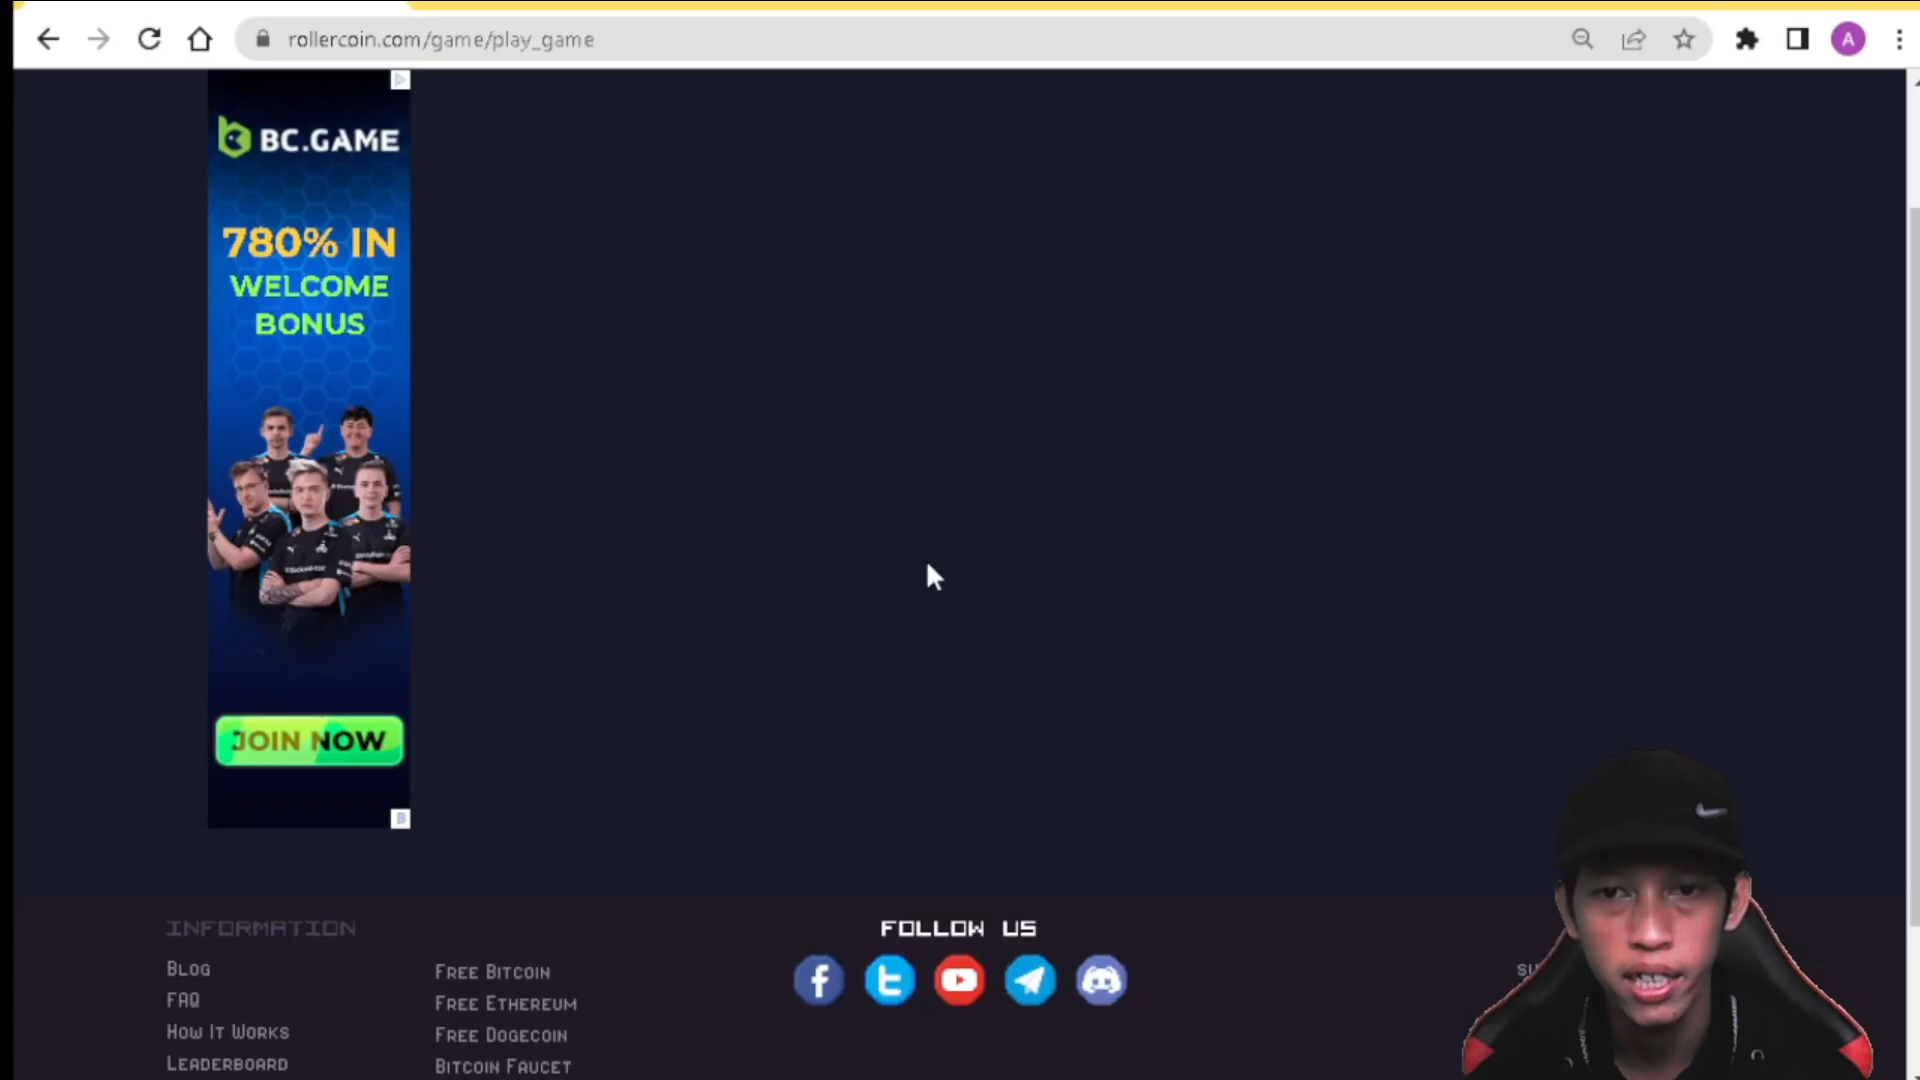 rollercoin.com/game/play_game
A
BC.GAME
780% IN
WELCOME
BONUS
JOIN NOW
B
INFORMATION
BLOG
FAQ
HOW IT WORKS
LEADERBOARD
FREE BITCOIN
FREE ETHEREUM
FREE DOGECOIN
BITCOIN FAUCET
FOLLOW US
SU